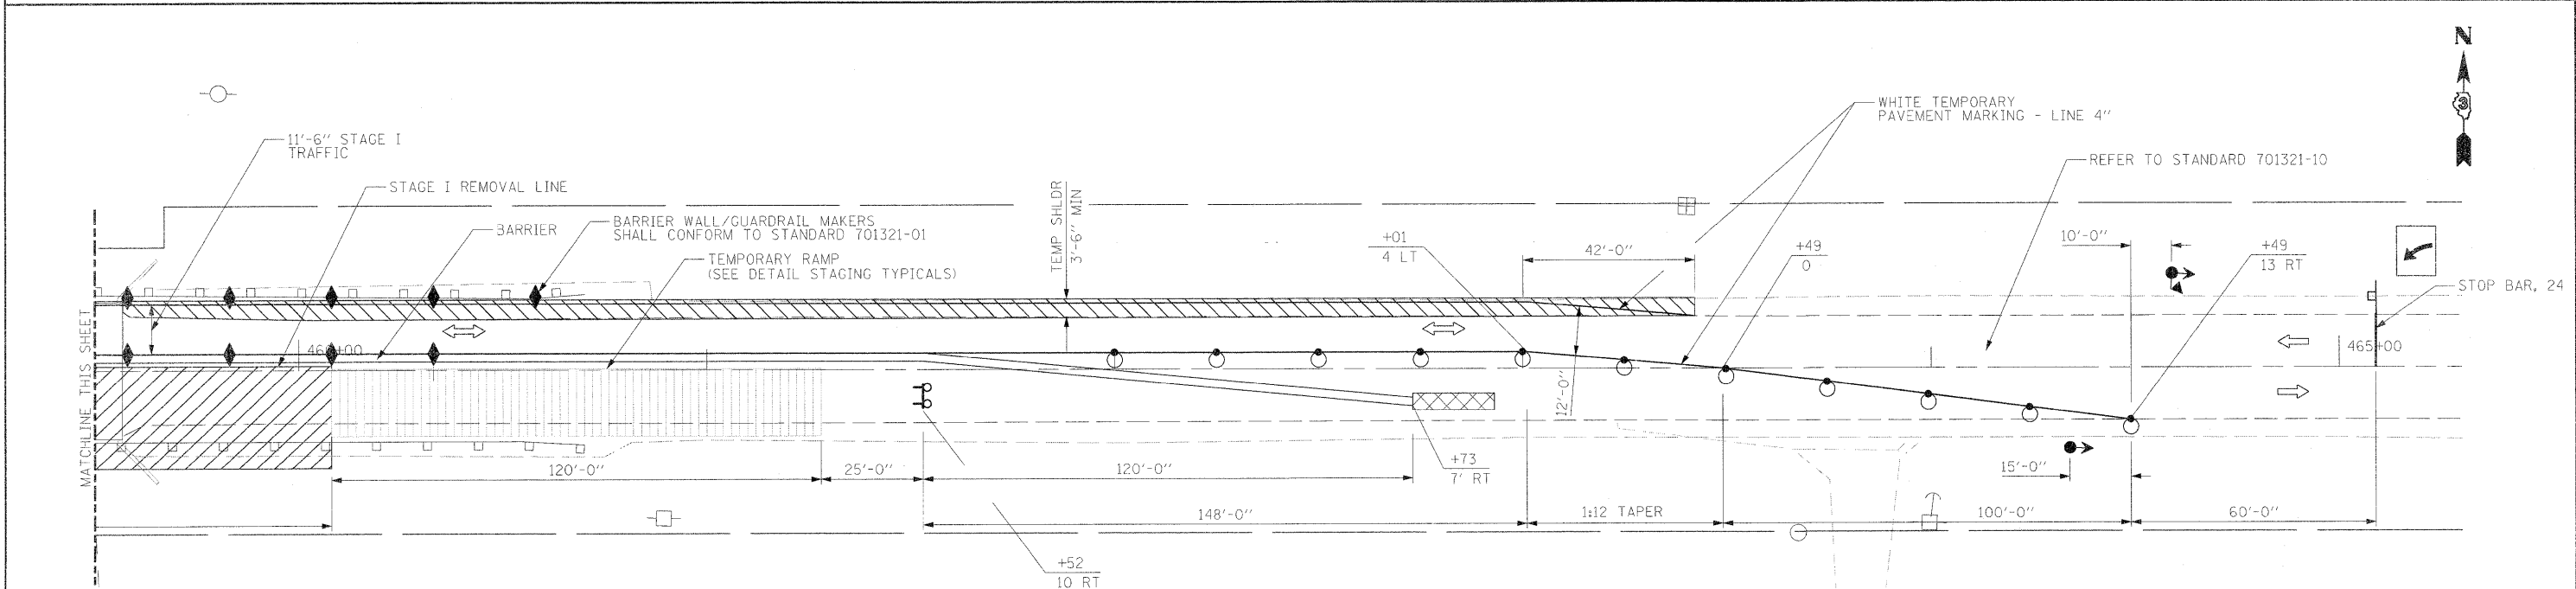 N
3
WHITE TEMPORARY
PAVEMENT MARKING - LINE 4"
11'-6" STAGE I
TRAFFIC
REFER TO STANDARD 701321-10
STAGE I REMOVAL LINE
TEMP SHLDR
3'-6" MIN
BARRIER WALL/GUARDRAIL MAKERS
SHALL CONFORM TO STANDARD 701321-01
BARRIER
+01
4 LT
42'-0"
+49
0
10'-0"
+49
13 RT
TEMPORARY RAMP
(SEE DETAIL STAGING TYPICALS)
STOP BAR, 24
MATCHLINE THIS SHEET
466+00
465+00
12'-0"
120'-0"
25'-0"
120'-0"
+73
7' RT
15'-0"
148'-0"
1:12 TAPER
100'-0"
60'-0"
+52
10 RT